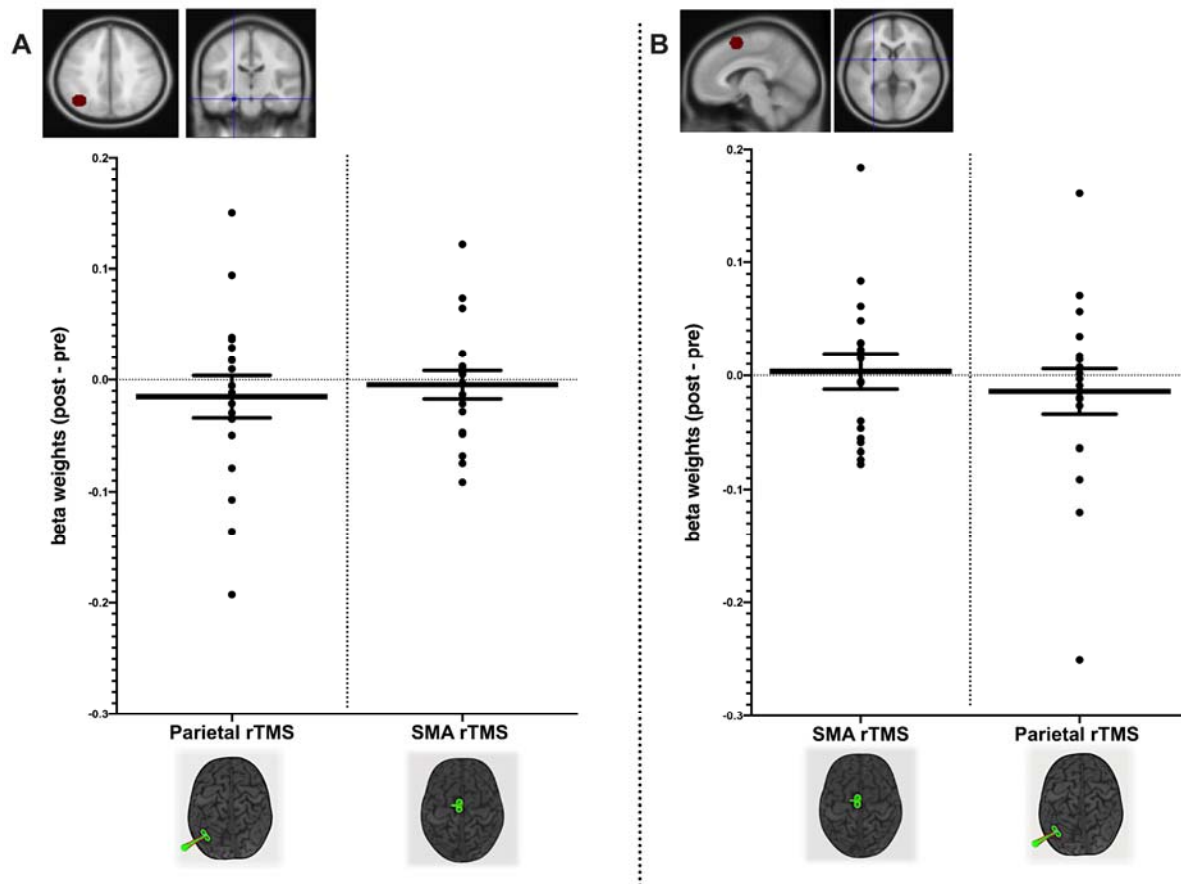 A
beta weights (post - pre)
0.2
0.1
0.0
-0.1
-0.2
-0.3
Parietal rTMS
SMA rTMS
B
beta weights (post - pre)
0.2
0.1
0.0
-0.1
-0.2
-0.3
SMA rTMS
Parietal rTMS